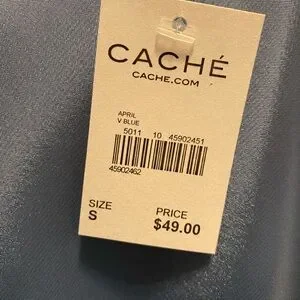 CACHÉ
CACHE.COM
APRIL
V BLUE
5011 10 45902451
45902462
SIZE
S
PRICE
$49.00